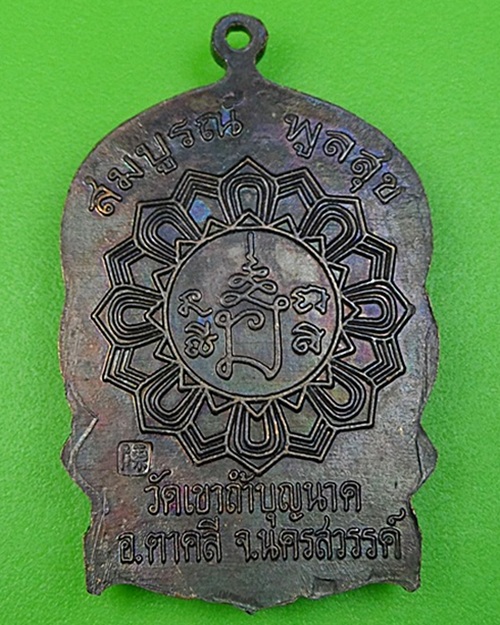 สมบูรณ์ พูลสุข
วัดเขาถ้ำบุญนาค
อ.ตาคลี จ.นครสวรรค์